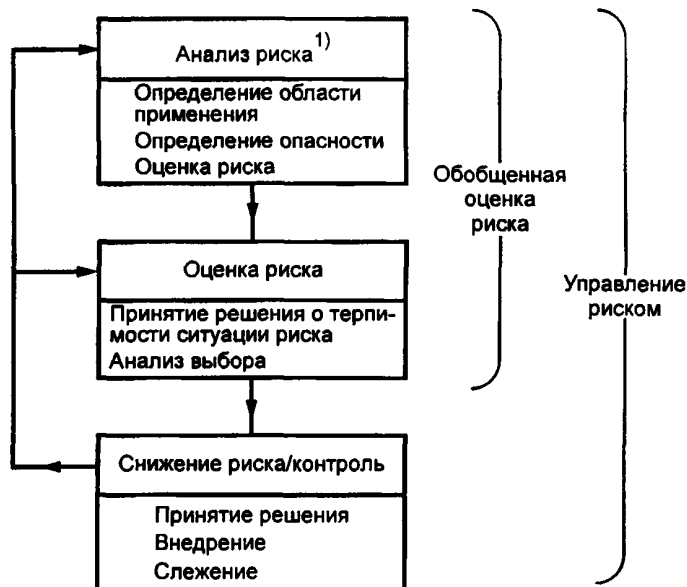 Анализ риска 1)
Определение области
применения
Определение опасности
Оценка риска
Обобщенная
оценка
риска
Оценка риска
Принятие решения о терпи-
мости ситуации риска
Анализ выбора
Управление
риском
Снижение риска/контроль
Принятие решения
Внедрение
Слежение